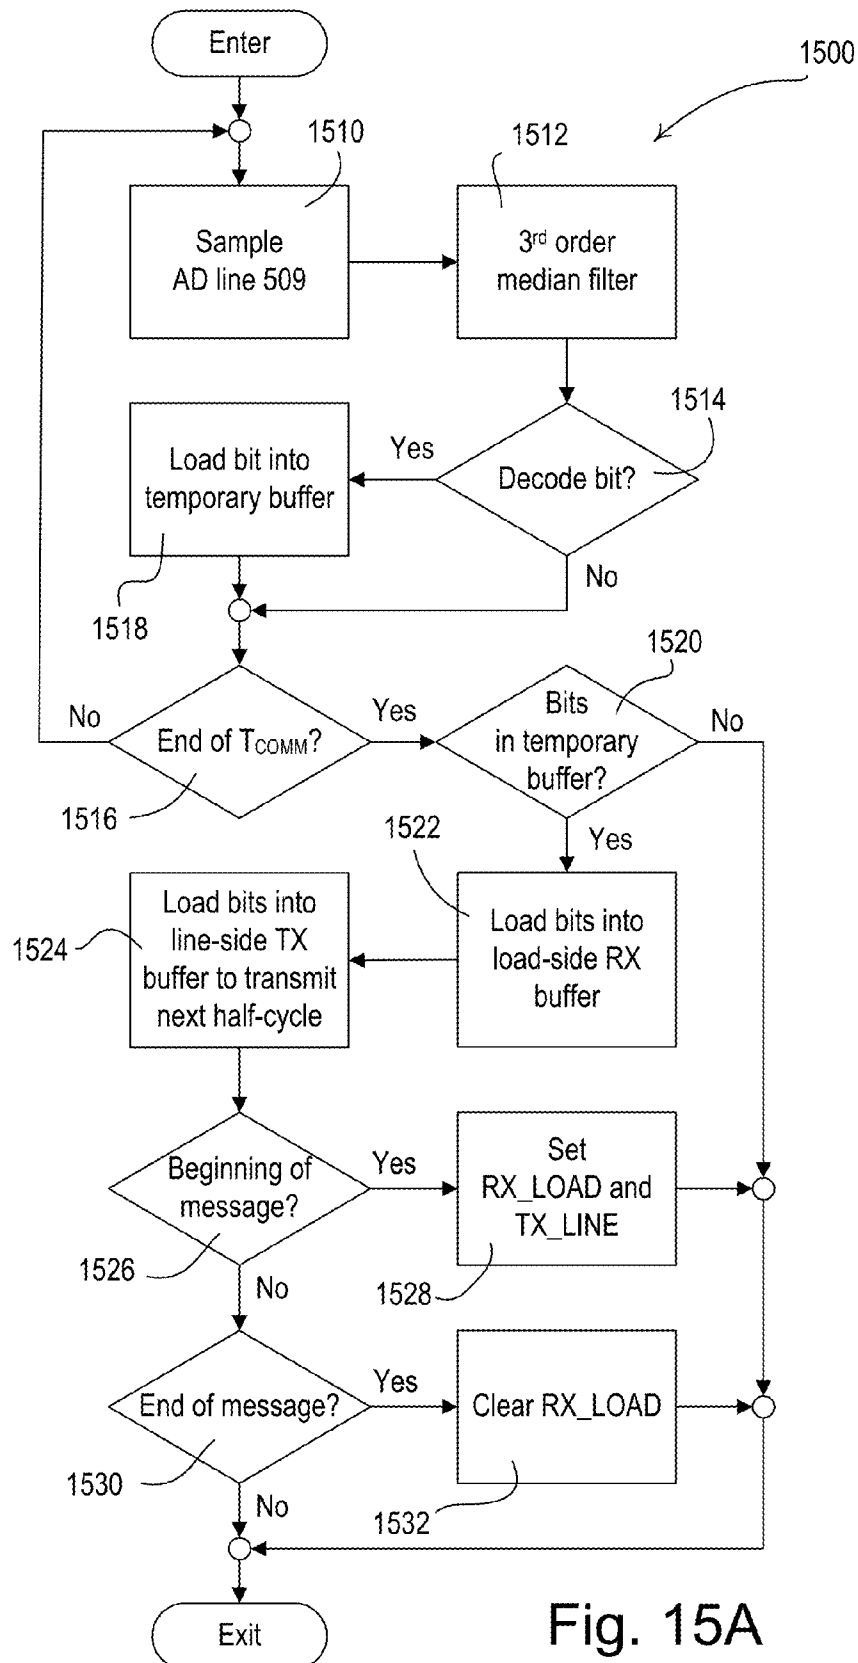 Enter
1500
1510
1512
Sample
AD line 509
3rd order
median filter
1514
Load bit into
temporary buffer
Yes
Decode bit?
No
1518
1520
No
End of TCOMM?
Yes
Bits
in temporary
buffer?
No
1516
1522
Yes
1524
Load bits into
line-side TX
buffer to transmit
next half-cycle
Load bits into
load-side RX
buffer
Beginning of
message?
Yes
Set
RX_LOAD and
TX_LINE
1526
No
1528
End of message?
Yes
Clear RX_LOAD
1530
No
1532
Exit
Fig. 15A